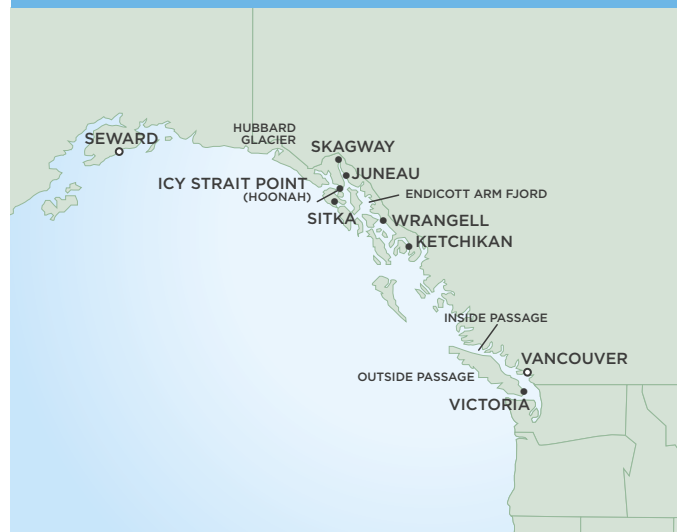 SEWARD
HUBBARD
GLACIER
SKAGWAY
JUNEAU
ICY STRAIT POINT
(HOONAH)
ENDICOTT ARM FJORD
SITKA
WRANGELL
KETCHIKAN
INSIDE PASSAGE
VANCOUVER
OUTSIDE PASSAGE
VICTORIA